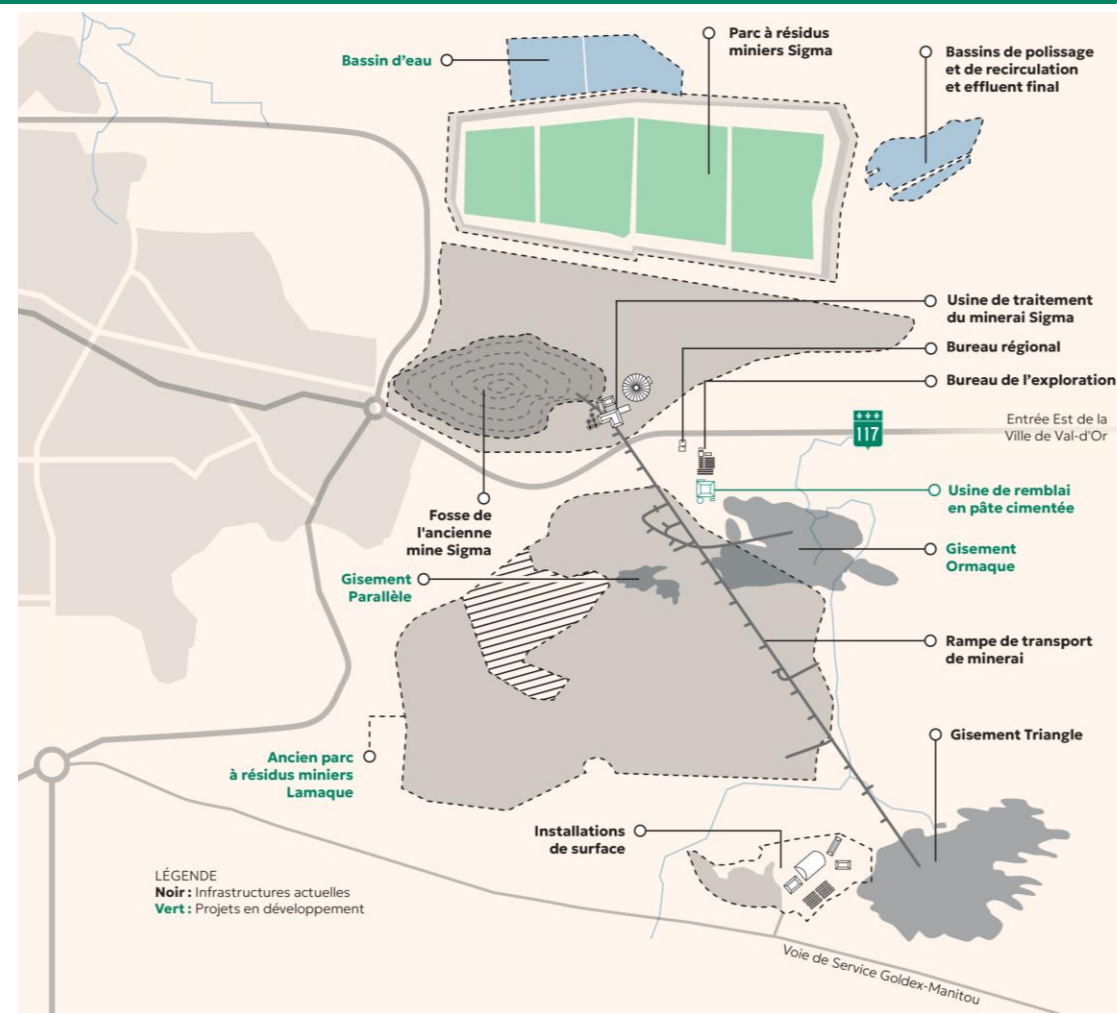 Bassin d'eau
Parc à résidus
miniers Sigma
Bassins de polissage
et de recirculation
et effluent final
Usine de traitement
du minerai Sigma
Bureau régional
Bureau de l'exploration
117
Entrée Est de la
Ville de Val-d'Or
Usine de remblai
en pâte cimentée
Fosse de
l'ancienne
mine Sigma
Gisement
Ormaque
Gisement
Parallèle
Rampe de transport
de minerai
Gisement Triangle
Ancien parc
à résidus miniers
Lamaque
Installations
de surface
LÉGENDE
Noir : Infrastructures actuelles
Vert : Projets en développement
Voie de Service Goldex-Manitou